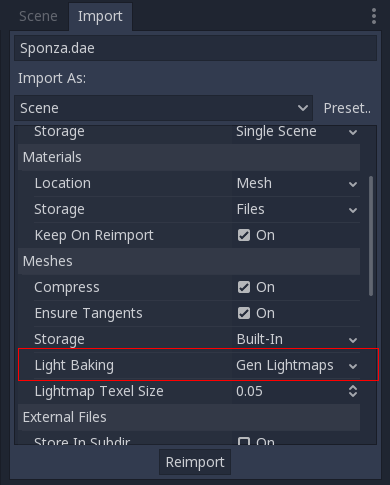 Scene Import
Sponza.dae
Import As:
Scene Preset..
Storage Single Scene
Materials
Location Mesh
Storage Files
Keep On Reimport On
Meshes
Compress On
Ensure Tangents On
Storage Built-In
Light Baking Gen Lightmaps
Lightmap Texel Size 0.05
External Files
Store In Subdir On
Reimport